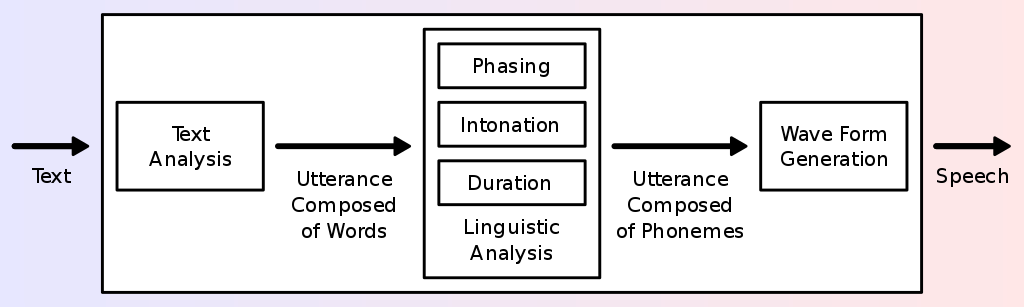 Text
Text
Analysis
Utterance
Composed
of Words
Phasing
Intonation
Duration
Linguistic
Analysis
Utterance
Composed
of Phonemes
Wave Form
Generation
Speech